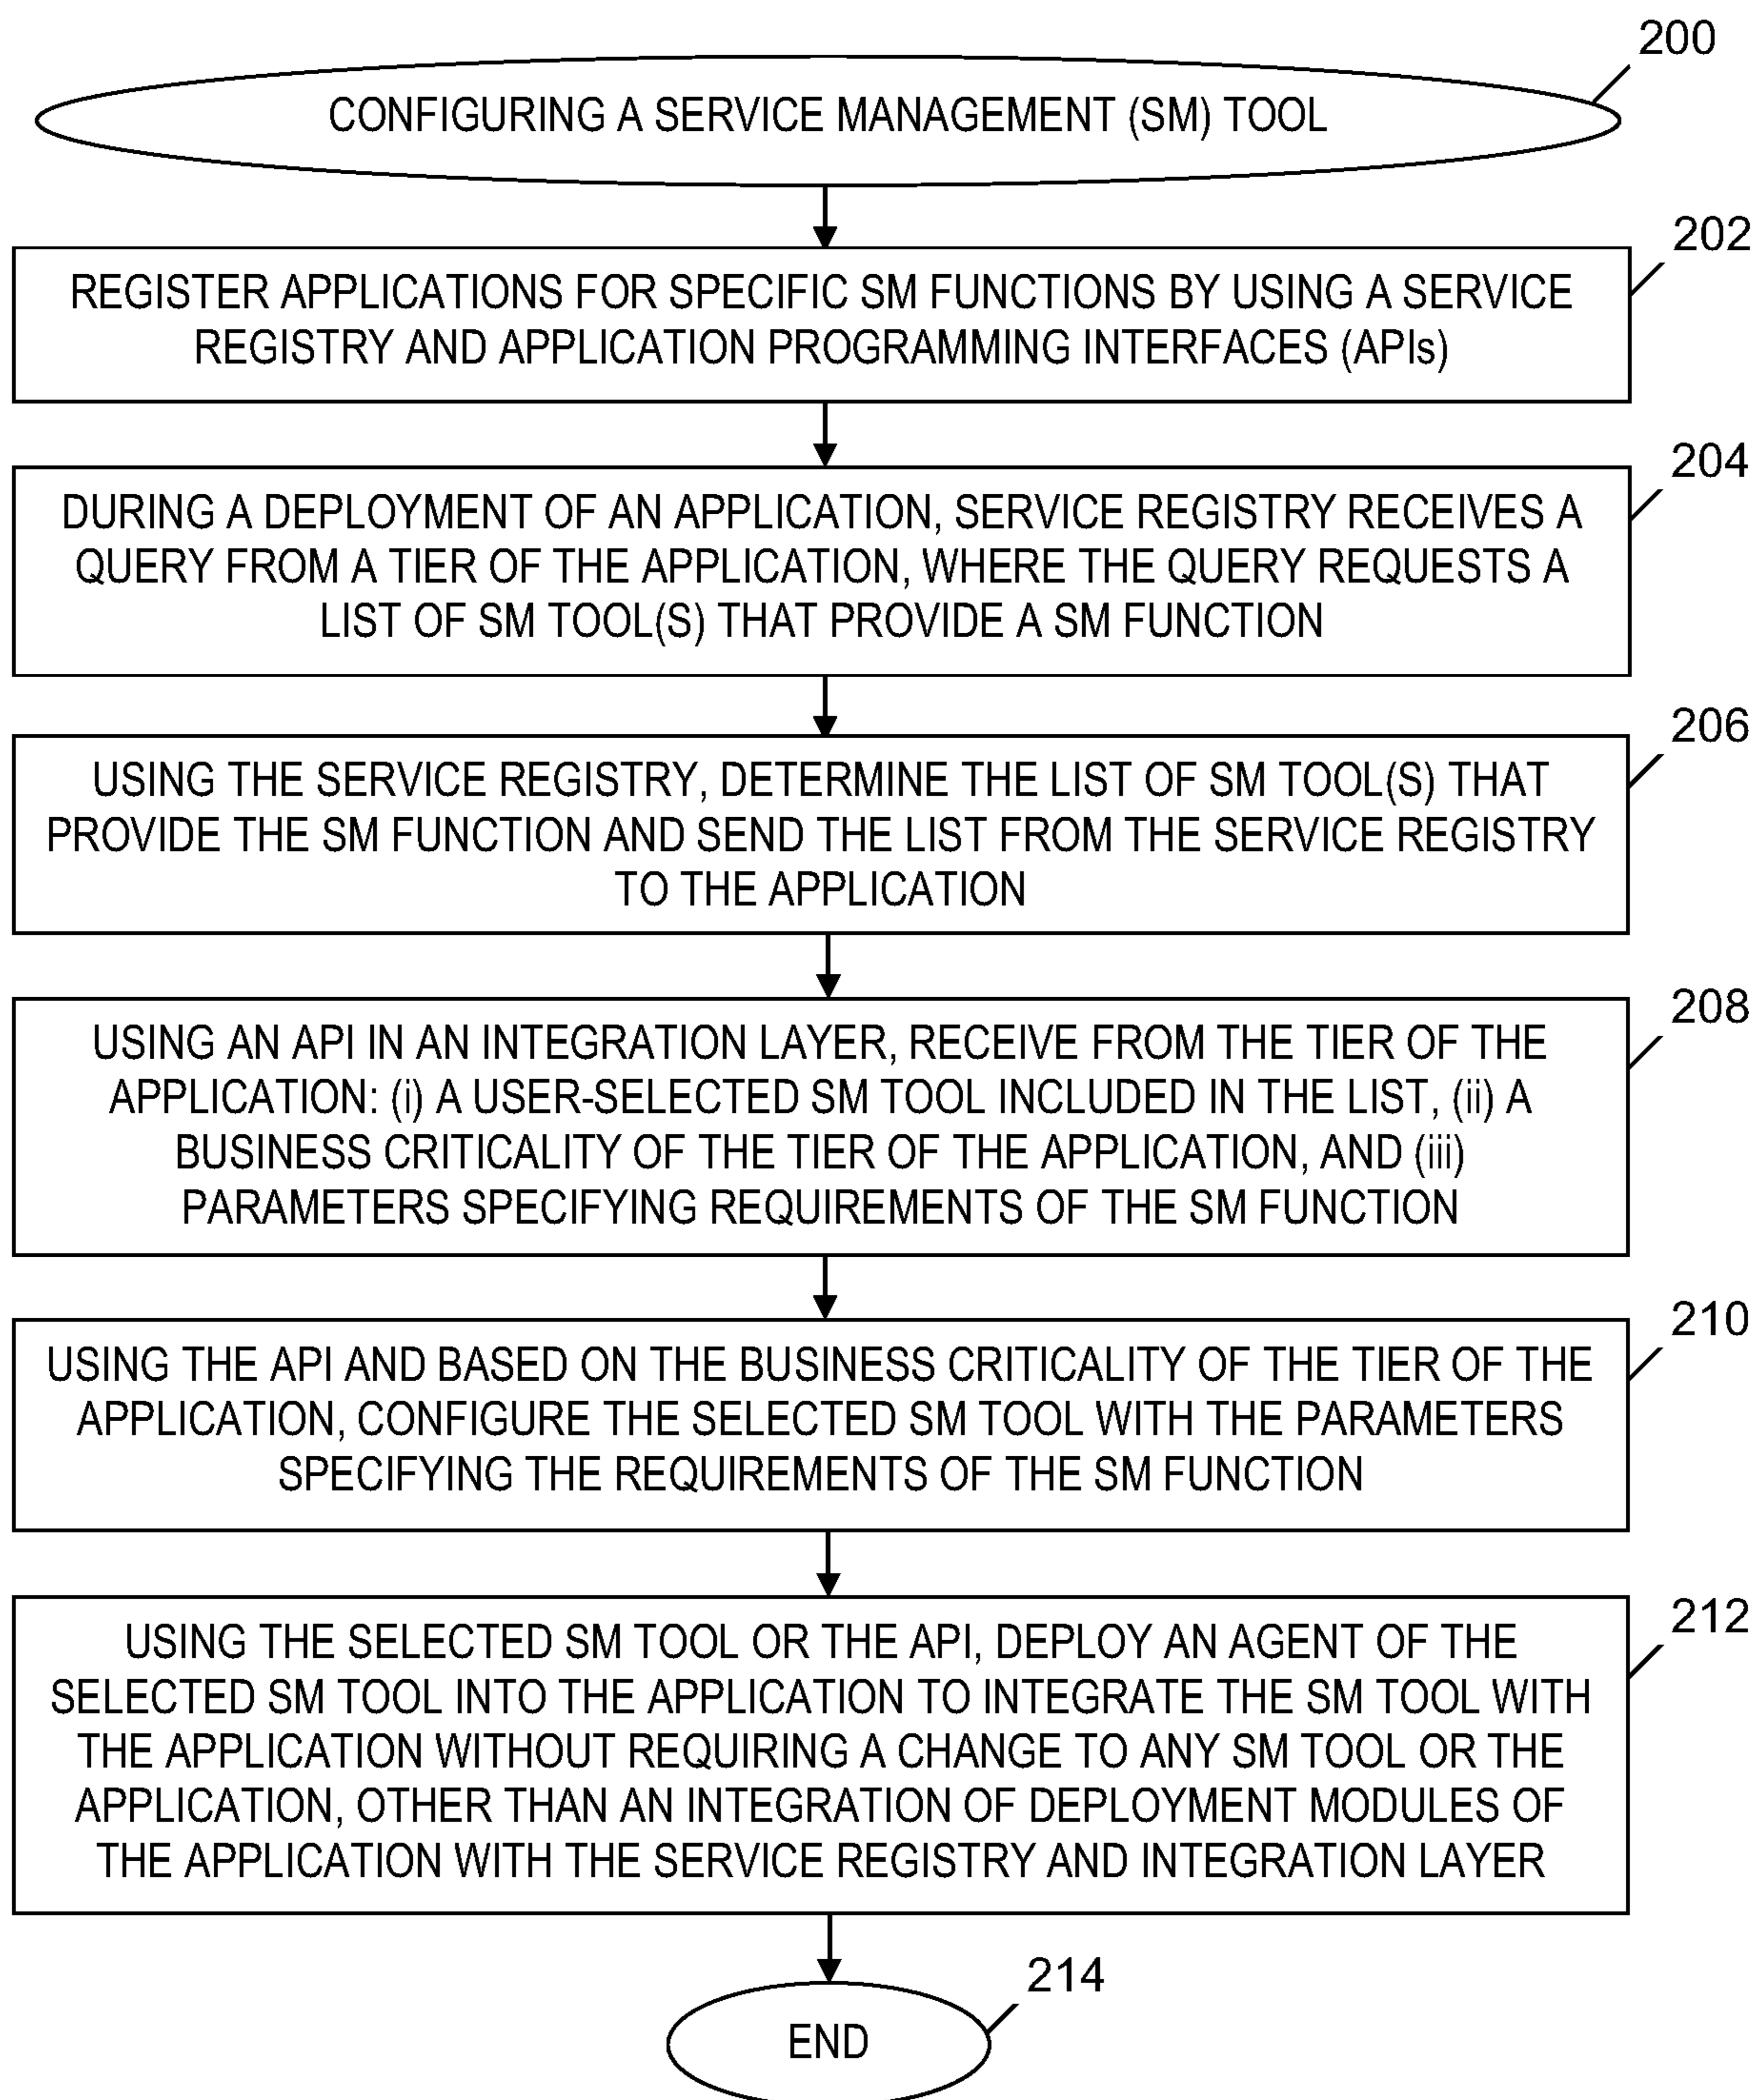 200
CONFIGURING A SERVICE MANAGEMENT (SM) TOOL
202
REGISTER APPLICATIONS FOR SPECIFIC SM FUNCTIONS BY USING A SERVICE
REGISTRY AND APPLICATION PROGRAMMING INTERFACES (APIs)
204
DURING A DEPLOYMENT OF AN APPLICATION, SERVICE REGISTRY RECEIVES A
QUERY FROM A TIER OF THE APPLICATION, WHERE THE QUERY REQUESTS A
LIST OF SM TOOL(S) THAT PROVIDE A SM FUNCTION
206
USING THE SERVICE REGISTRY, DETERMINE THE LIST OF SM TOOL(S) THAT
PROVIDE THE SM FUNCTION AND SEND THE LIST FROM THE SERVICE REGISTRY
TO THE APPLICATION
208
USING AN API IN AN INTEGRATION LAYER, RECEIVE FROM THE TIER OF THE
APPLICATION: (i) A USER-SELECTED SM TOOL INCLUDED IN THE LIST, (ii) A
BUSINESS CRITICALITY OF THE TIER OF THE APPLICATION, AND (iii)
PARAMETERS SPECIFYING REQUIREMENTS OF THE SM FUNCTION
210
USING THE API AND BASED ON THE BUSINESS CRITICALITY OF THE TIER OF THE
APPLICATION, CONFIGURE THE SELECTED SM TOOL WITH THE PARAMETERS
SPECIFYING THE REQUIREMENTS OF THE SM FUNCTION
212
USING THE SELECTED SM TOOL OR THE API, DEPLOY AN AGENT OF THE
SELECTED SM TOOL INTO THE APPLICATION TO INTEGRATE THE SM TOOL WITH
THE APPLICATION WITHOUT REQUIRING A CHANGE TO ANY SM TOOL OR THE
APPLICATION, OTHER THAN AN INTEGRATION OF DEPLOYMENT MODULES OF
THE APPLICATION WITH THE SERVICE REGISTRY AND INTEGRATION LAYER
214
END